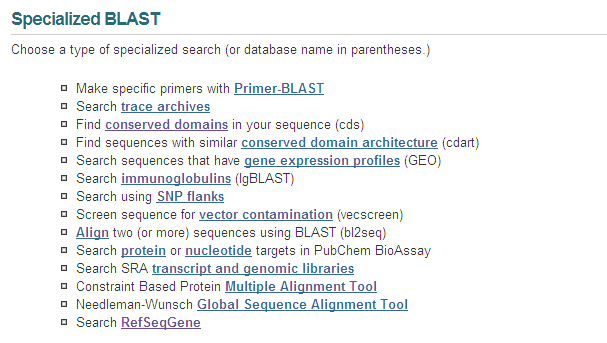 Specialized BLAST
Choose a type of specialized search (or database name in parentheses.)
Make specific primers with Primer-BLAST
Search trace archives
Find conserved domains in your sequence (cds)
Find sequences with similar conserved domain architecture (cdart)
Search sequences that have gene expression profiles (GEO)
Search immunoglobulins (IgBLAST)
Search using SNP flanks
Screen sequence for vector contamination (vecscreen)
Align two (or more) sequences using BLAST (bl2seq)
Search protein or nucleotide targets in PubChem BioAssay
Search SRA transcript and genomic libraries
Constraint Based Protein Multiple Alignment Tool
Needleman-Wunsch Global Sequence Alignment Tool
Search RefSeqGene